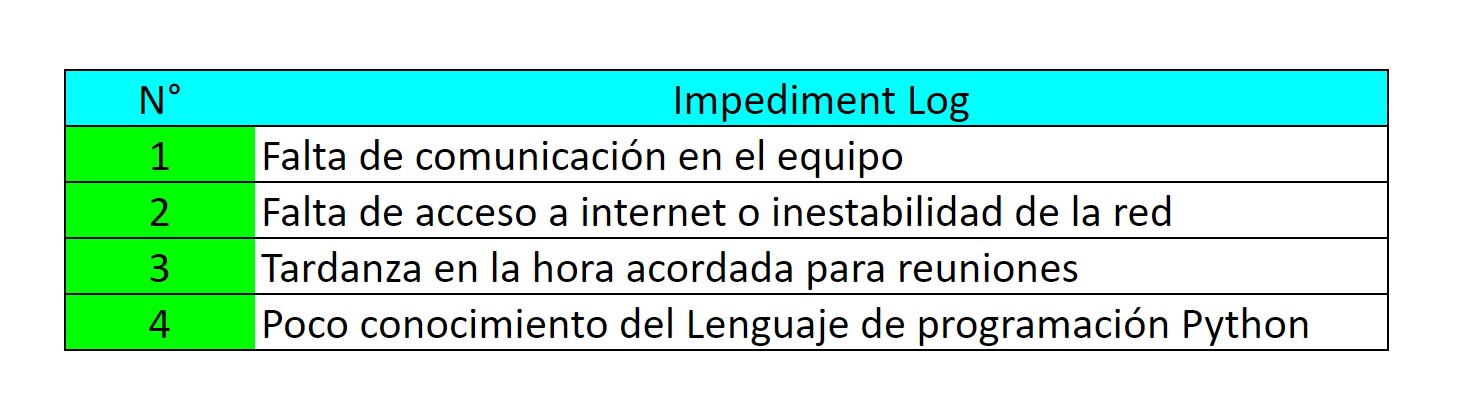 N° Impediment Log
1 Falta de comunicación en el equipo
2 Falta de acceso a internet o inestabilidad de la red
3 Tardanza en la hora acordada para reuniones
4 Poco conocimiento del Lenguaje de programación Python